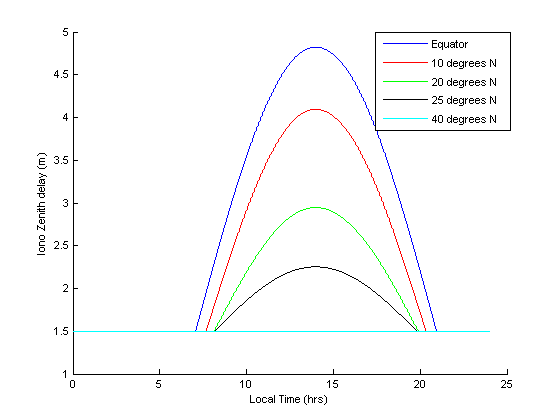 Equator
10 degrees N
20 degrees N
25 degrees N
40 degrees N
5
4.5
4
3.5
3
2.5
2
1.5
1
Iono Zenith delay (m)
0
5
10
15
20
25
Local Time (hrs)